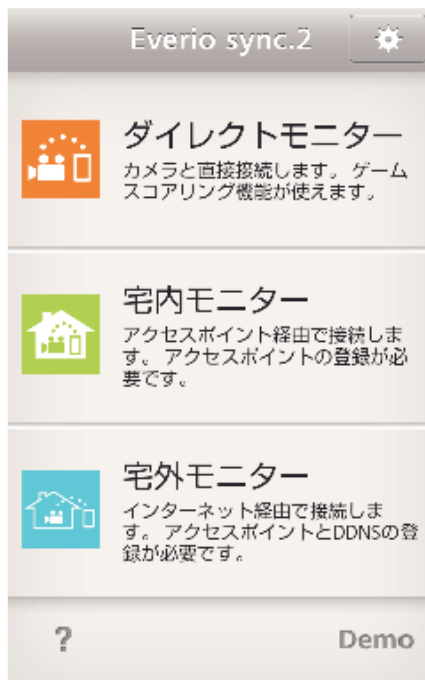 Everio sync.2
ダイレクトモニター
カメラと直接接続します。 ゲーム
スコアリング機能が使えます。
宅内モニター
アクセスポイント経由で接続しま
す。 アクセスポイントの登録が必
要です。
宅外モニター
インターネット経由で接続しま
す。 アクセスポイントとDDNSの登
録が必要です。
? Demo